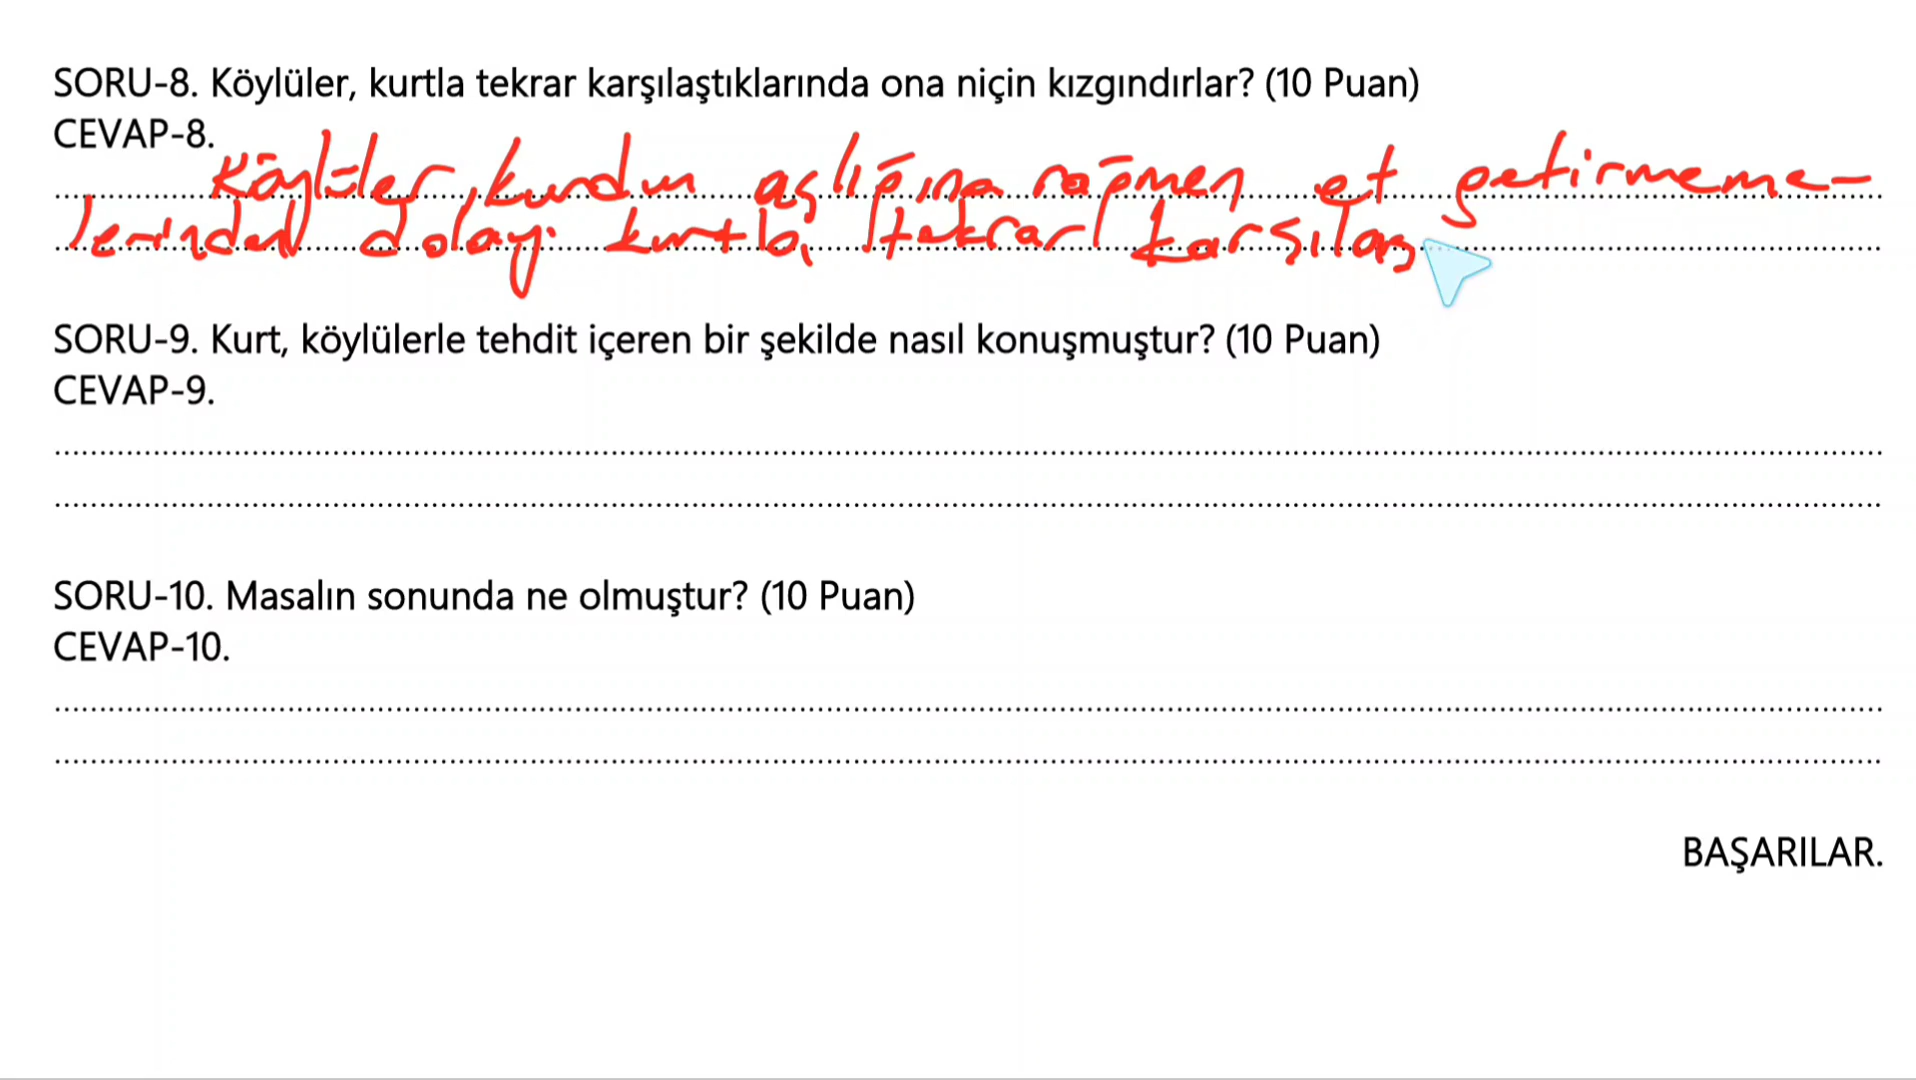 SORU-8. Köylüler, kurtla tekrar karşılaştıklarında ona niçin kızgındırlar? (10 Puan)
CEVAP-8.
Köylüler, kurdun açlığına rağmen et getirmeme-
lerinden dolayı kurtla tekrar karşılaş
SORU-9. Kurt, köylülerle tehdit içeren bir şekilde nasıl konuşmuştur? (10 Puan)
CEVAP-9.
SORU-10. Masalın sonunda ne olmuştur? (10 Puan)
CEVAP-10.
BAŞARILAR.